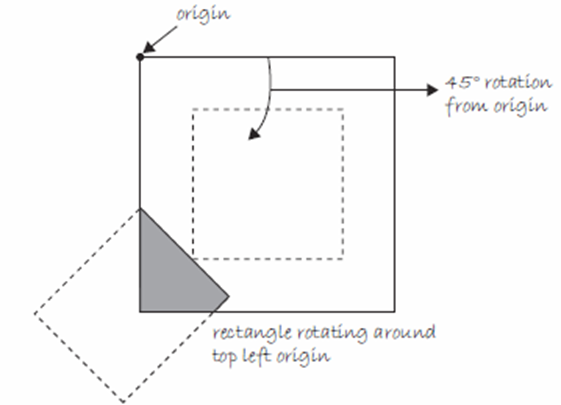 origin
45° rotation
from origin
rectangle rotating around
top left origin